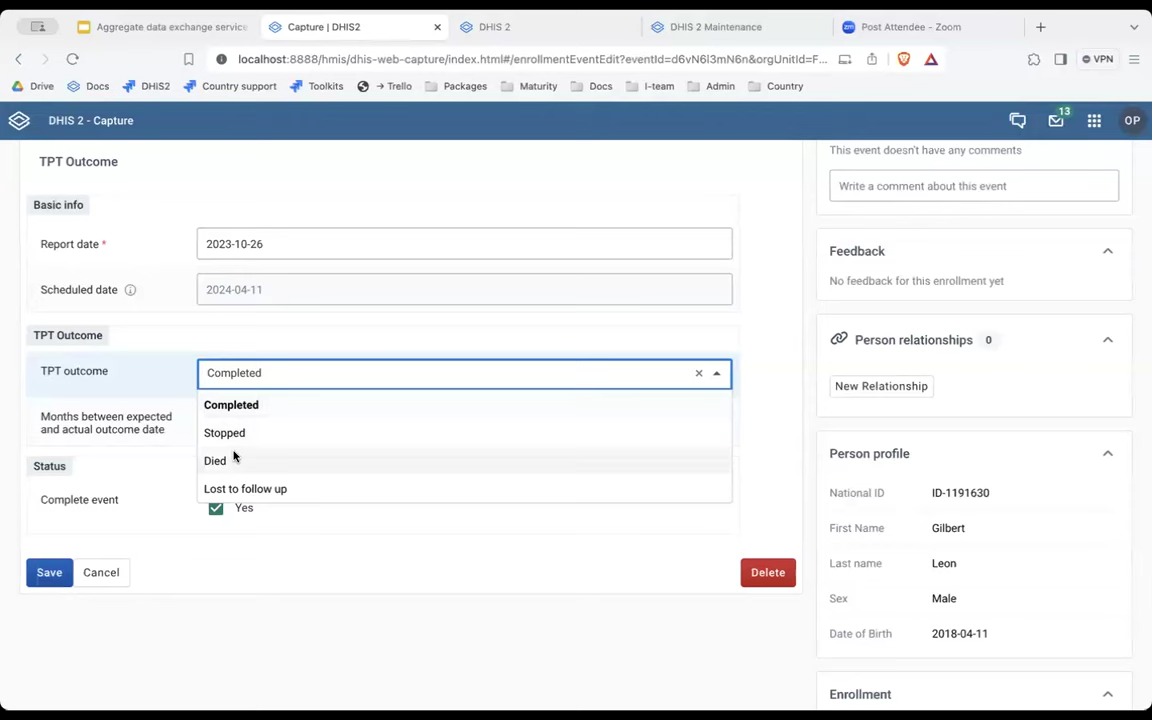 Aggregate data exchange service
Capture | DHIS2
DHIS 2
DHIS 2 Maintenance
Post Attendee - Zoom
localhost:8888/hmis/dhis-web-capture/index.html#/enrollmentEventEdit?eventId=d6vN6l3mN6n&orgUnitId=F...
VPN
Drive
Docs
DHIS2
Country support
Toolkits
→ Trello
Packages
Maturity
Docs
I-team
Admin
Country
DHIS 2 - Capture
13
OP
TPT Outcome
Basic info
Report date *
2023-10-26
Scheduled date
2024-04-11
TPT Outcome
TPT outcome
Completed
Completed
Stopped
Died
Lost to follow up
Months between expected
and actual outcome date
Status
Complete event
Yes
Save
Cancel
Delete
This event doesn't have any comments
Write a comment about this event
Feedback
No feedback for this enrollment yet
Person relationships
0
New Relationship
Person profile
National ID
ID-1191630
First Name
Gilbert
Last name
Leon
Sex
Male
Date of Birth
2018-04-11
Enrollment